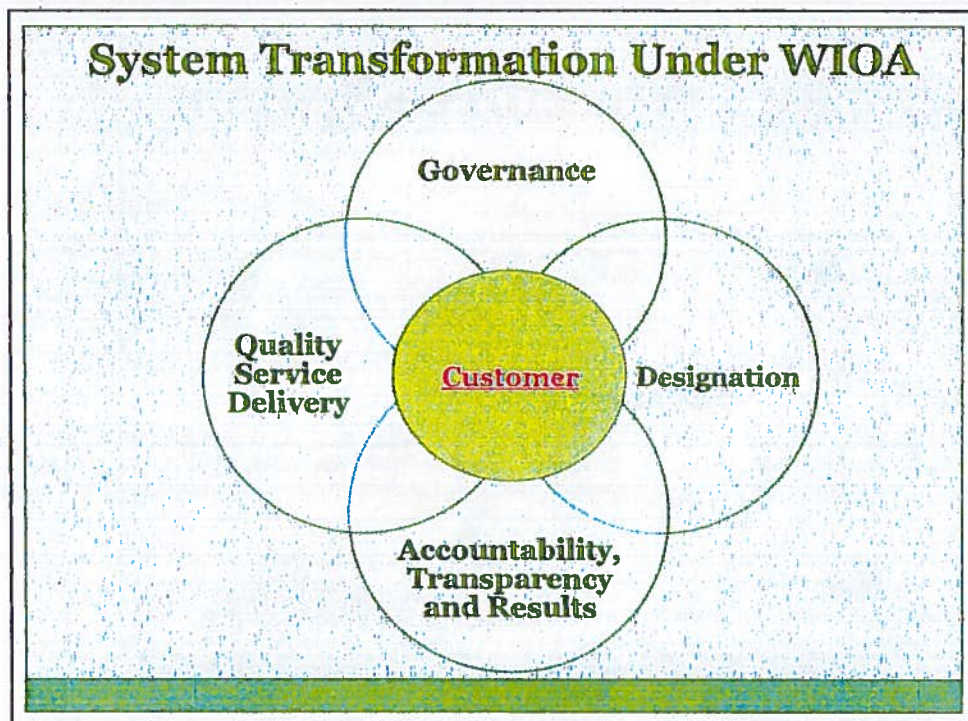 System Transformation Under WIOA
Governance
Quality
Service
Delivery
Customer
Designation
Accountability,
Transparency
and Results